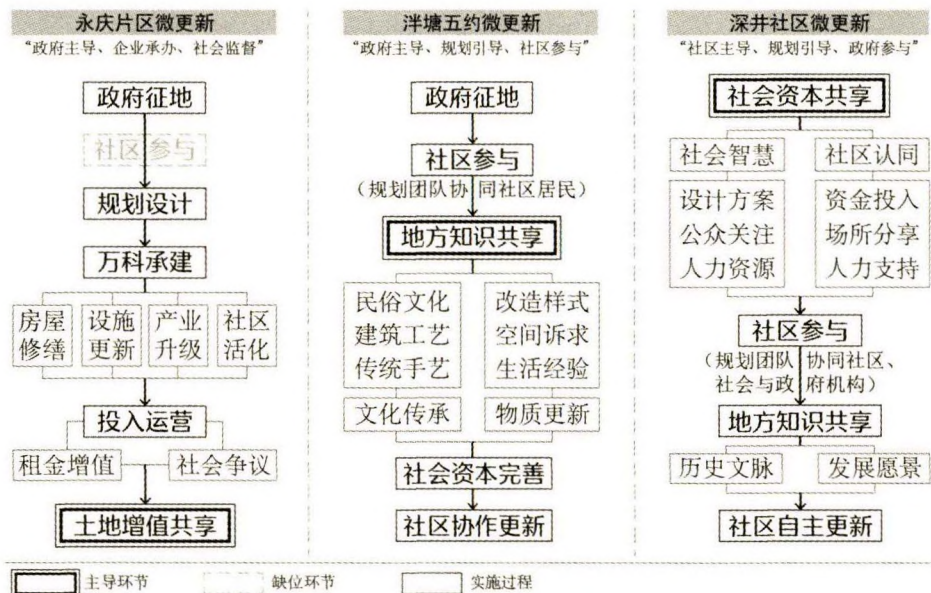 永庆片区微更新
“政府主导、企业承办、社会监督”
政府征地
社区参与
规划设计
万科承建
房屋修缮
设施更新
产业升级
社区活化
投入运营
租金增值
社会争议
土地增值共享
泮塘五约微更新
“政府主导、规划引导、社区参与”
政府征地
社区参与
（规划团队协同社区居民）
地方知识共享
民俗文化
建筑工艺
传统手艺
改造样式
空间诉求
生活经验
文化传承
物质更新
社会资本完善
社区协作更新
深井社区微更新
“社区主导、规划引导、政府参与”
社会资本共享
社会智慧
社区认同
设计方案
公众关注
人力资源
资金投入
场所分享
人力支持
社区参与
（规划团队协同社区、
社会与政府机构）
地方知识共享
历史文脉
发展愿景
社区自主更新
主导环节
缺位环节
实施过程